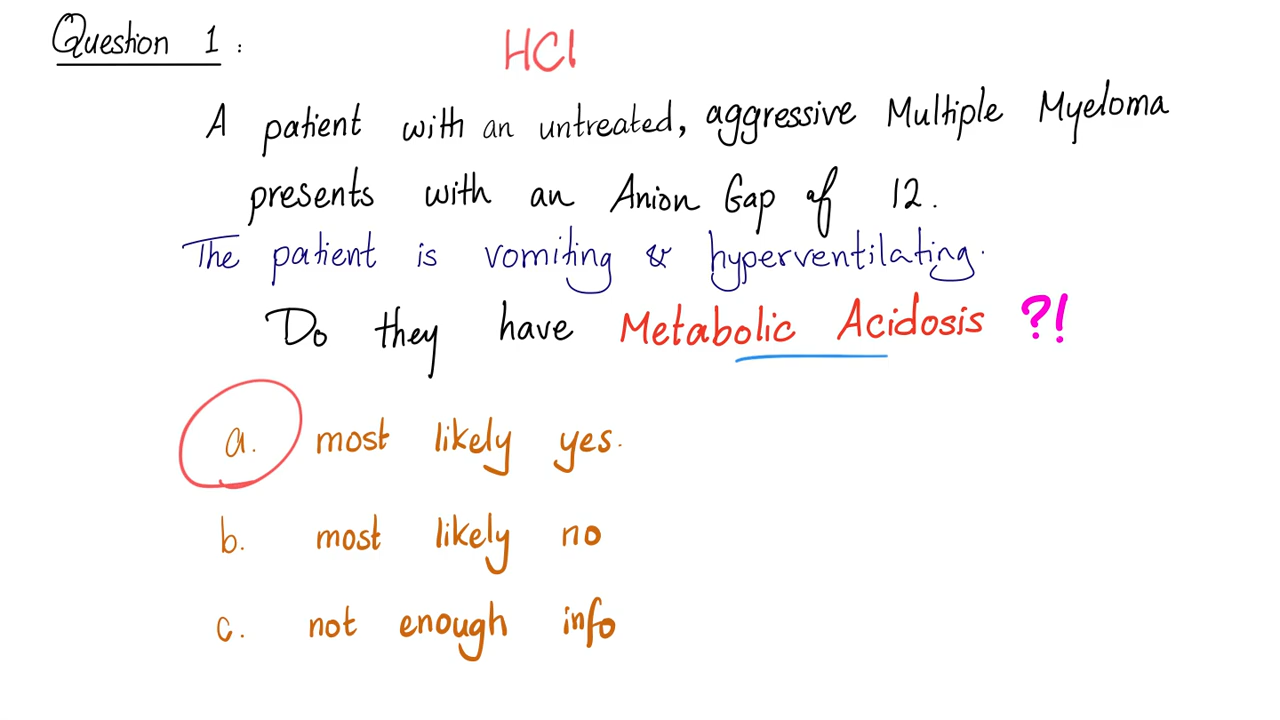 Question 1 :
HCl
A patient with an untreated, aggressive Multiple Myeloma
presents with an Anion Gap of 12.
The patient is vomiting & hyperventilating.
Do they have Metabolic Acidosis ?!
a. most likely yes.
b. most likely no
c. not enough info